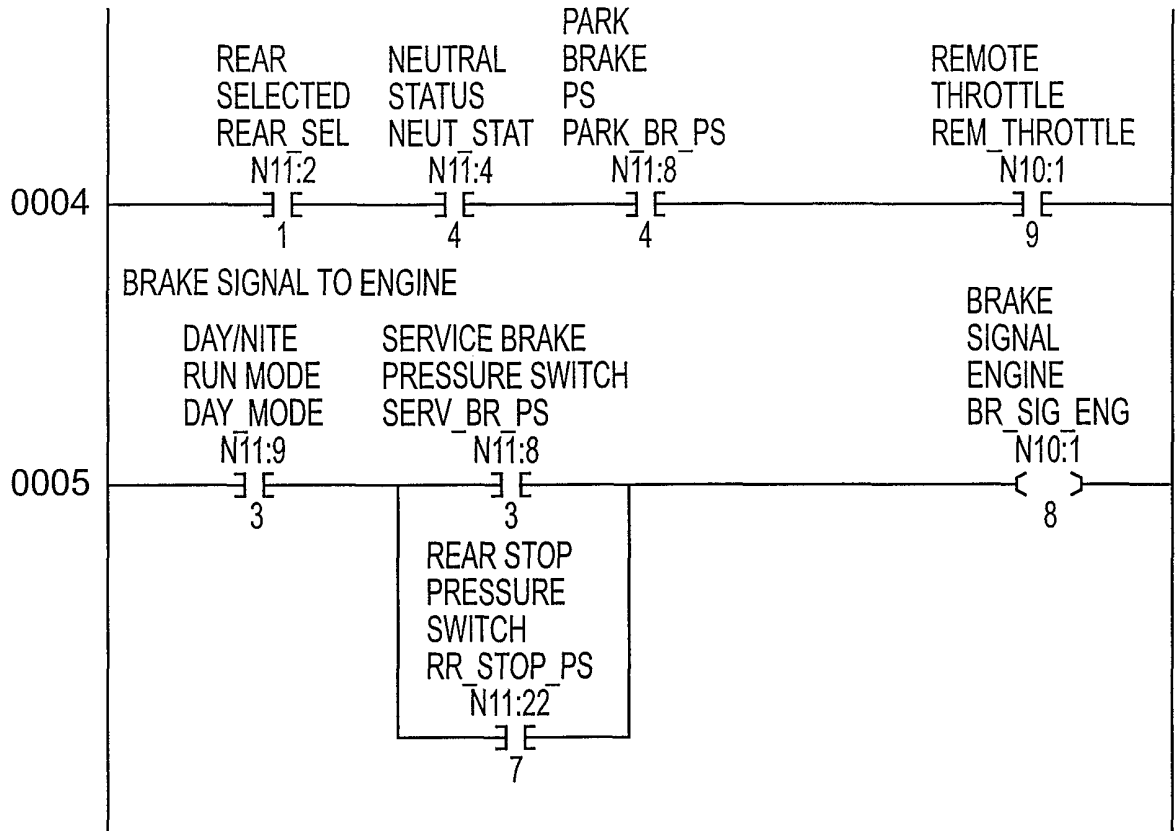 PARK
REAR NEUTRAL BRAKE REMOTE
SELECTED STATUS PS THROTTLE
REAR_SEL NEUT_STAT PARK_BR_PS REM_THROTTLE
N11:2 N11:4 N11:8 N10:1
0004
1 4 4 9
BRAKE SIGNAL TO ENGINE
BRAKE
DAY/NITE SERVICE BRAKE SIGNAL
RUN MODE PRESSURE SWITCH ENGINE
DAY_MODE SERV_BR_PS BR_SIG_ENG
N11:9 N11:8 N10:1
0005
3 3 8
REAR STOP
PRESSURE
SWITCH
RR_STOP_PS
N11:22
7